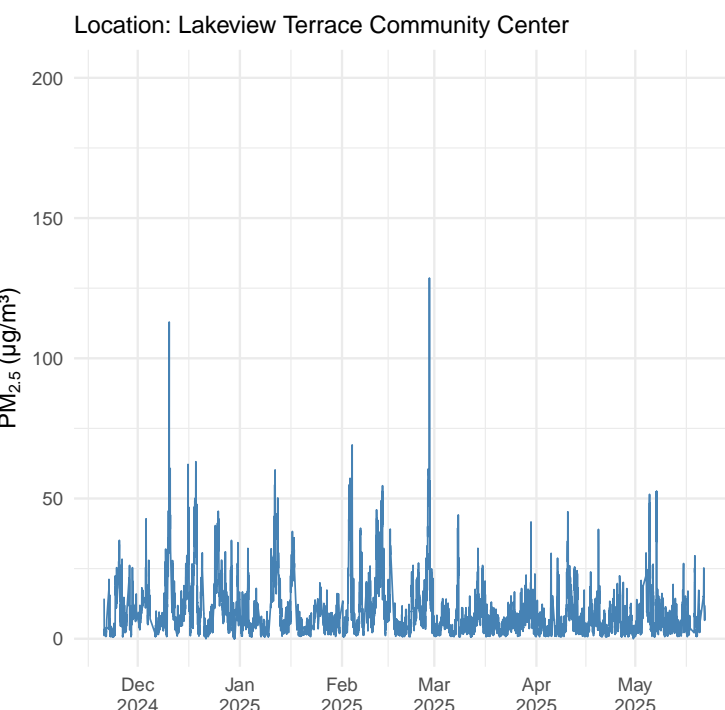 Location: Lakeview Terrace Community Center
200
150
100
50
0
PM2.5 (µg/m³)
Dec Jan Feb Mar Apr May
2024 2025 2025 2025 2025 2025